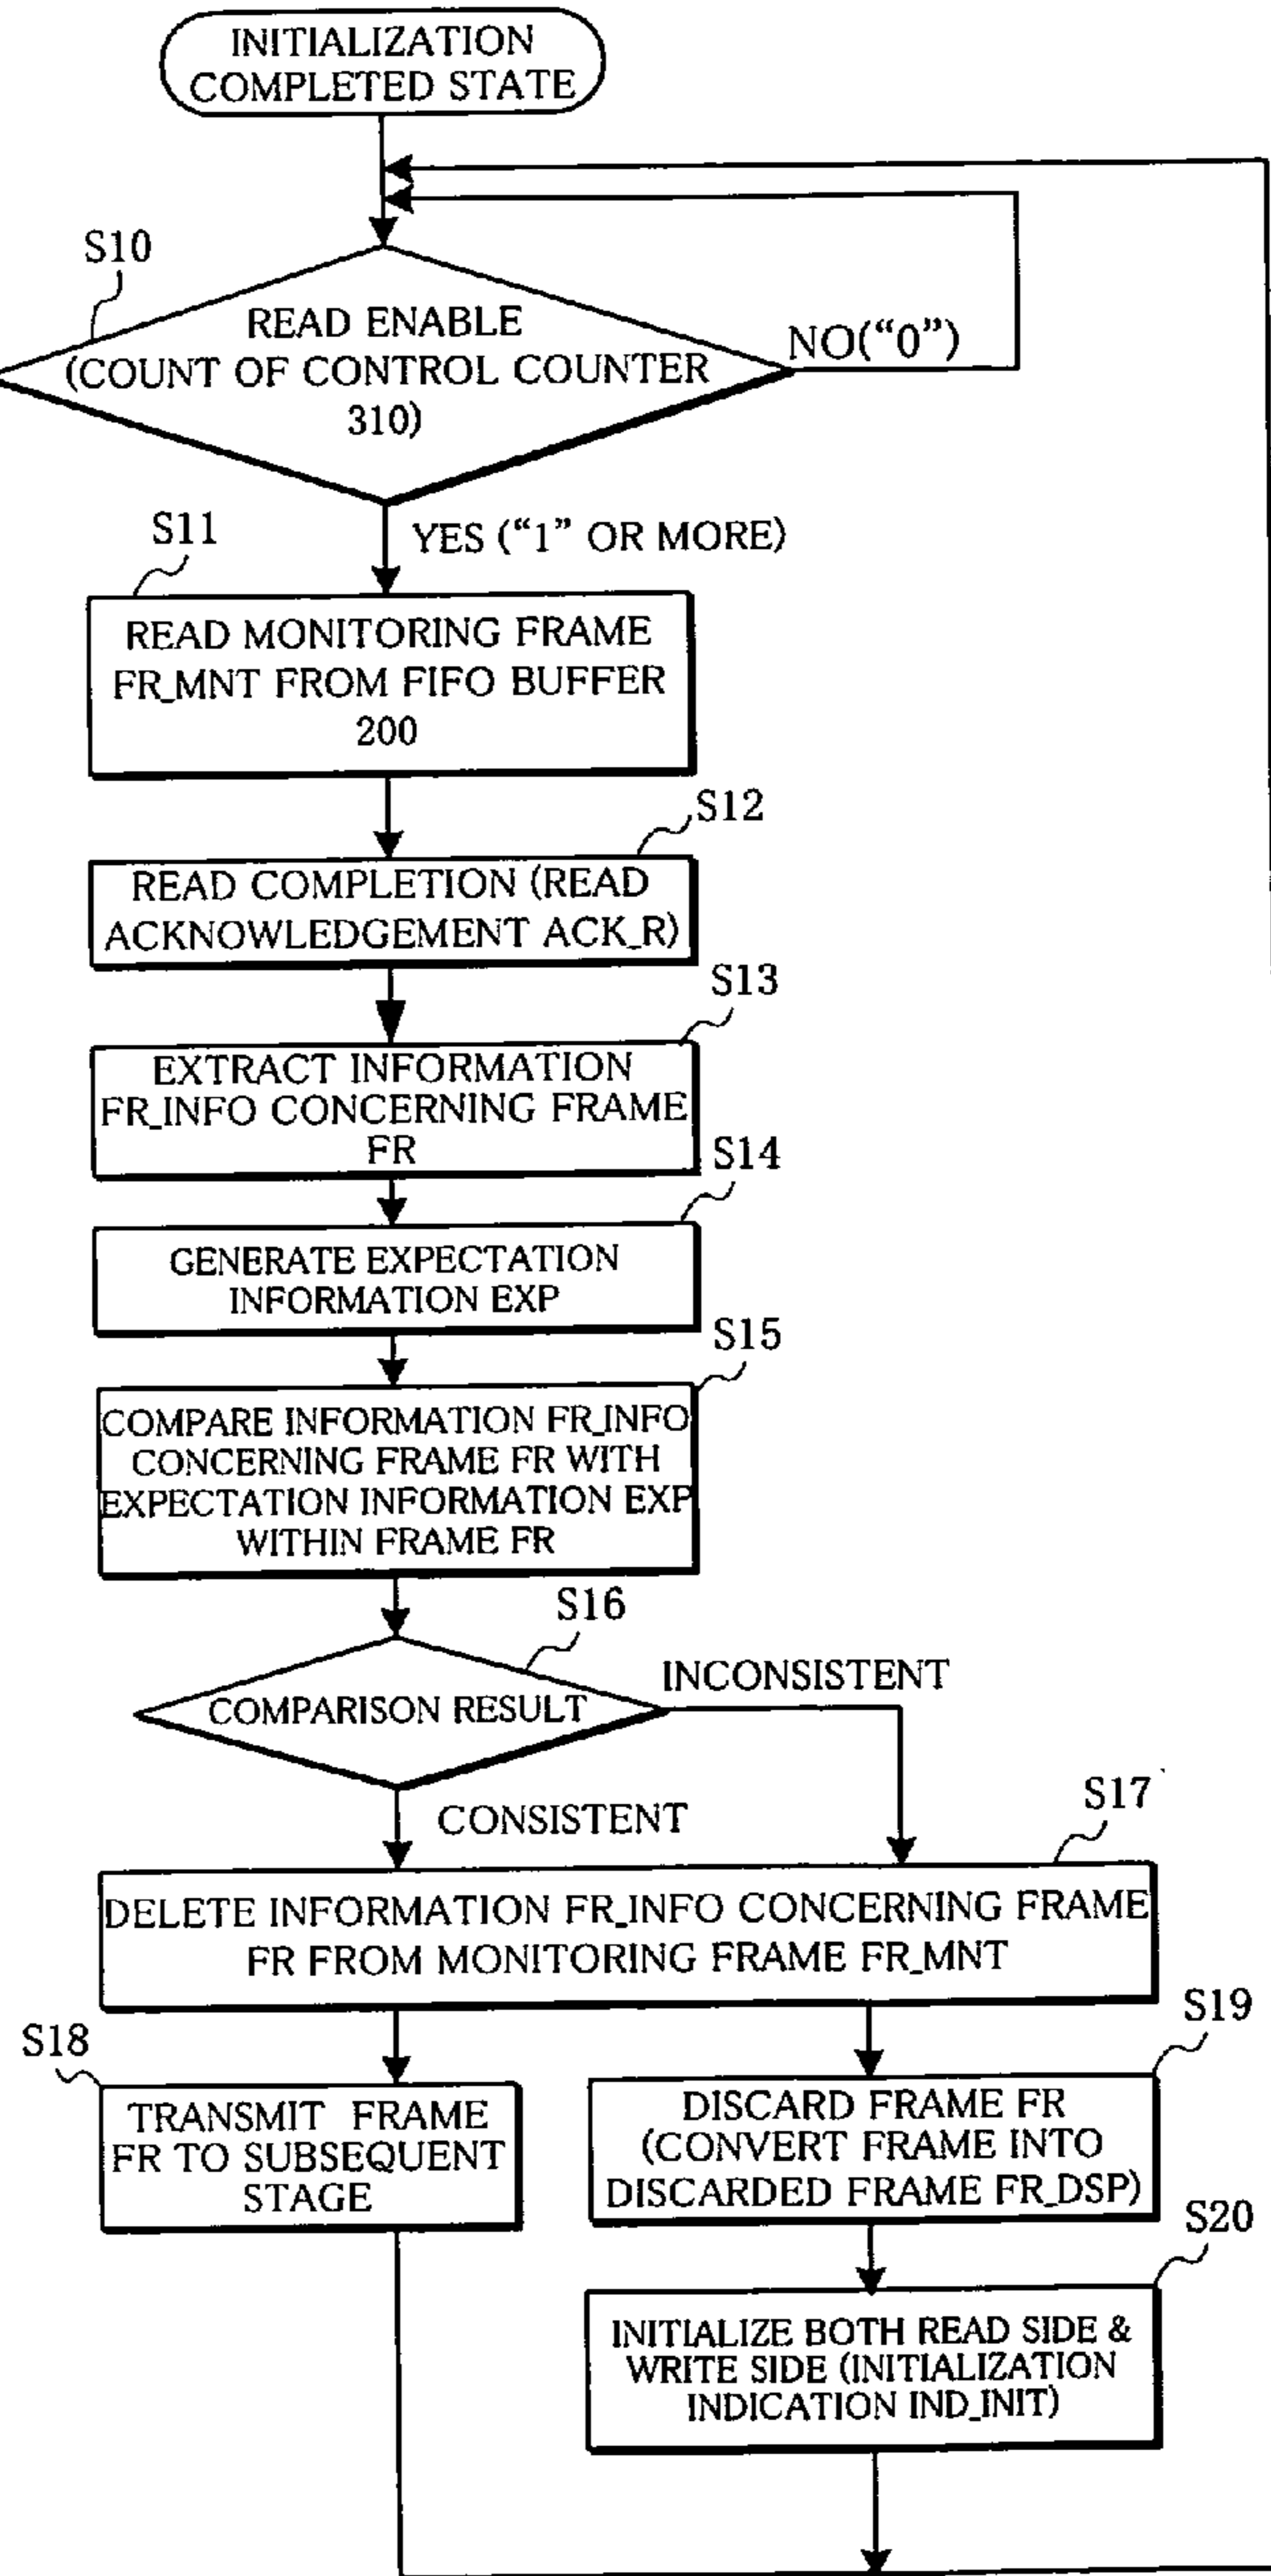 INITIALIZATION
COMPLETED STATE
S10
READ ENABLE
(COUNT OF CONTROL COUNTER
310)
NO("0")
YES ("1" OR MORE)
S11
READ MONITORING FRAME
FR_MNT FROM FIFO BUFFER
200
S12
READ COMPLETION (READ
ACKNOWLEDGEMENT ACK_R)
S13
EXTRACT INFORMATION
FR_INFO CONCERNING FRAME
FR
S14
GENERATE EXPECTATION
INFORMATION EXP
S15
COMPARE INFORMATION FR_INFO
CONCERNING FRAME FR WITH
EXPECTATION INFORMATION EXP
WITHIN FRAME FR
S16
COMPARISON RESULT
INCONSISTENT
CONSISTENT
S17
DELETE INFORMATION FR_INFO CONCERNING FRAME
FR FROM MONITORING FRAME FR_MNT
S18
TRANSMIT FRAME
FR TO SUBSEQUENT
STAGE
S19
DISCARD FRAME FR
(CONVERT FRAME INTO
DISCARDED FRAME FR_DSP)
S20
INITIALIZE BOTH READ SIDE &
WRITE SIDE (INITIALIZATION
INDICATION IND_INIT)